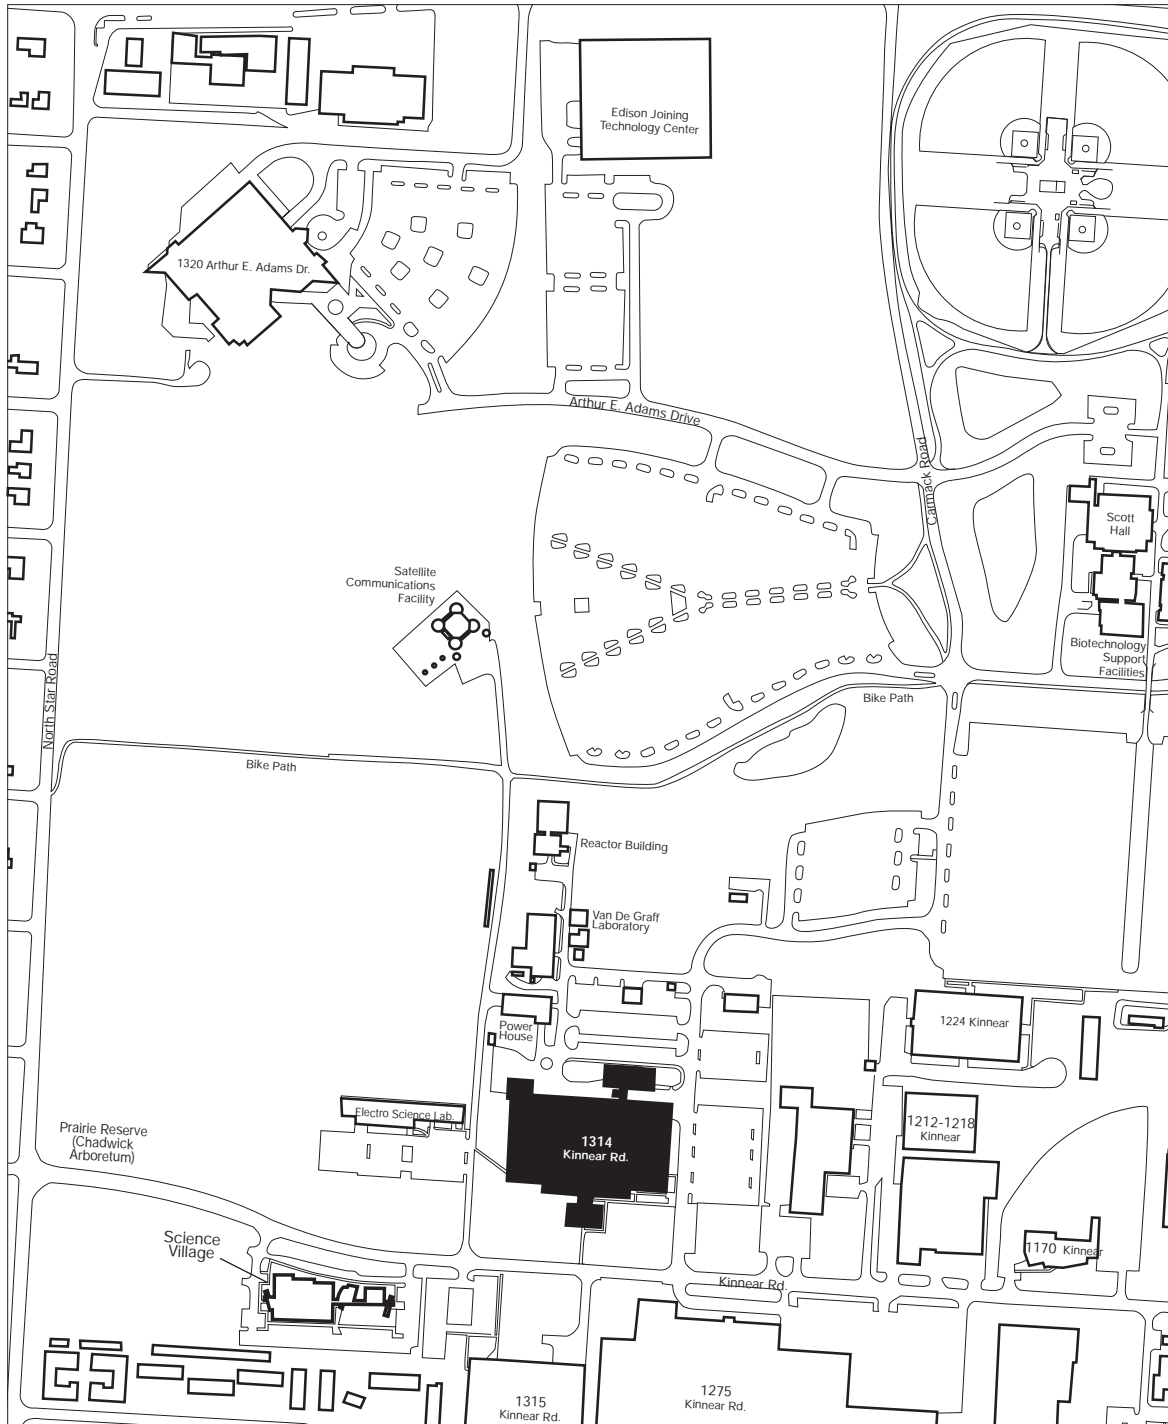 Edison Joining
Technology Center
1320 Arthur E. Adams Dr.
Arthur E. Adams Drive
Carmack Road
Scott
Hall
Satellite
Communications
Facility
Biotechnology
Support
Facilities
North Star Road
Bike Path
Bike Path
Reactor Building
Van De Graff
Laboratory
Power
House
1224 Kinnear
Electro Science Lab.
1212-1218
Kinnear
Prairie Reserve
(Chadwick
Arboretum)
1314
Kinnear Rd.
Science
Village
1170 Kinnear
Kinnear Rd.
1315
Kinnear Rd.
1275
Kinnear Rd.